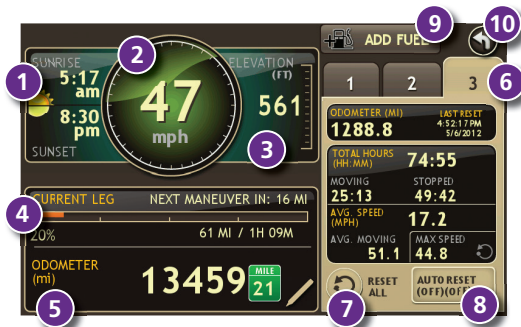 9
10
2
ADD FUEL
SUNRISE
ELEVATION
(FT)
1 2 3
6
1
5:17
am
47
mph
561
8:30
pm
SUNSET
3
ODOMETER (MI)
1288.8
LAST RESET
4:52:17 PM
5/6/2012
TOTAL HOURS
(HH:MM)
74:55
MOVING STOPPED
25:13 49:42
AVG. SPEED
(MPH)
17.2
AVG. MOVING MAX SPEED
51.1 44.8
4
CURRENT LEG NEXT MANEUVER IN: 16 MI
20% 61 MI / 1H 09M
ODOMETER
(mi)
13459
MILE
21
5
RESET
ALL
7
AUTO RESET
(OFF)(OFF)
8